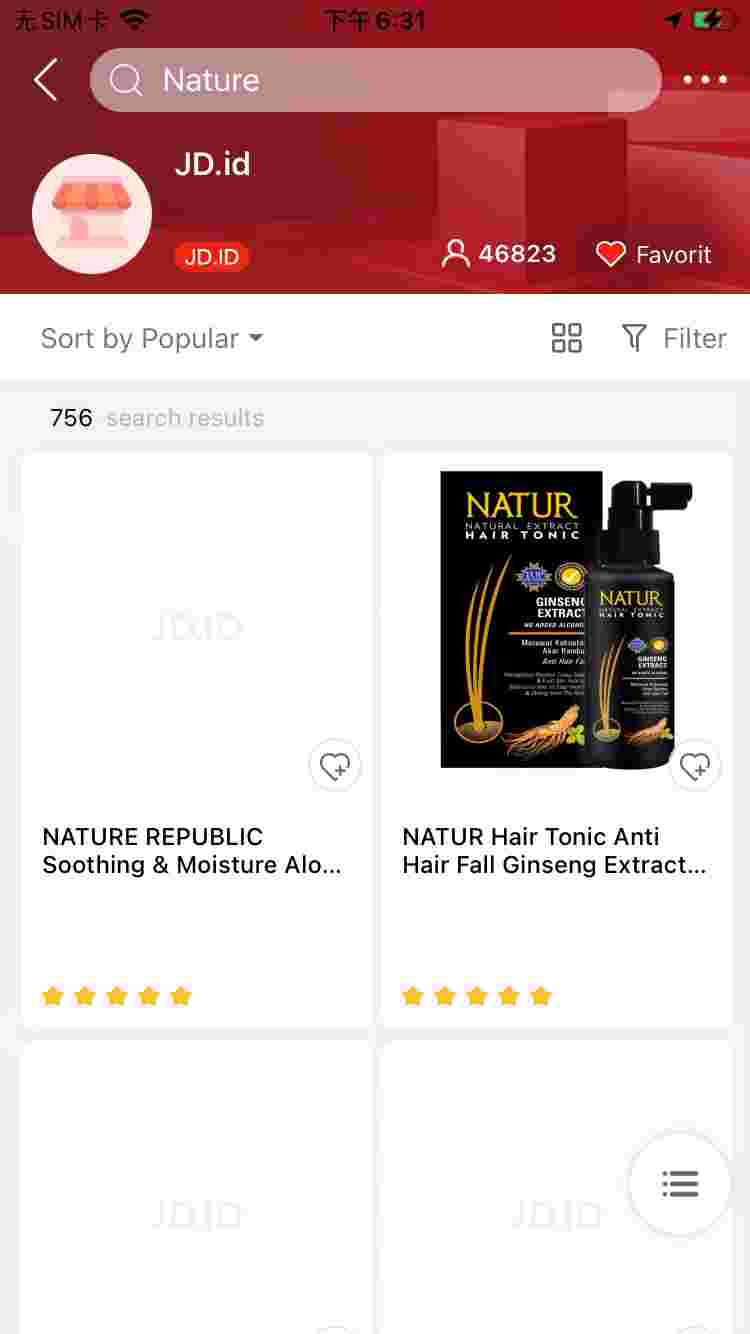 无SIM卡
下午6:31
Nature
JD.id
JD.ID
46823
Favorit
Sort by Popular
Filter
756 search results
JD.ID
NATUR
NATURAL EXTRACT
HAIR TONIC
GINSENG
EXTRACT
NO ADDED ALCOHOL
Merawat Kekuatan
Akar Rambut
Anti Hair Fa
NATUR
NATURAL EXTRACT
HAIR TONIC
GINSENG
EXTRACT
NATURE REPUBLIC
Soothing & Moisture Alo...
NATUR Hair Tonic Anti
Hair Fall Ginseng Extract...
JD.ID
JD.ID